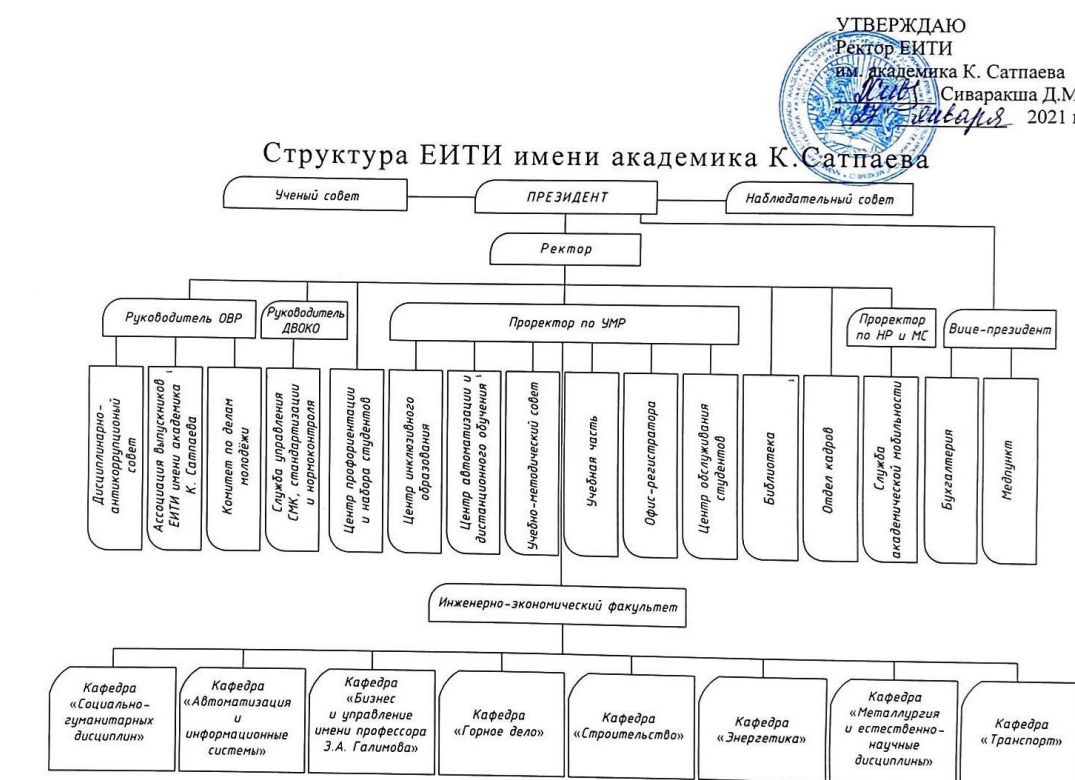 УТВЕРЖДАЮ
Ректор ЕИТИ
им. академика К. Сатпаева
Сиваракша Д.М
"27" января 2021 г
Структура ЕИТИ имени академика К.Сатпаева
Ученый совет
ПРЕЗИДЕНТ
Наблюдательный совет
Ректор
Руководитель ОВР
Руководитель
ДВОКО
Проректор по УМР
Проректор
по НР и МС
Вице-президент
Дисциплинарно-
антикоррупционый
совет
Ассоциация выпускников
ЕИТИ имени академика
К. Сатпаева
Комитет по делам
молодёжи
Служба управления
СМК, стандартизации
и нормоконтроля
Центр профориентации
и набора студентов
Центр инклюзивного
образования
Центр автоматизации и
дистанционного обучения
Учебно-методический совет
Учебная часть
Офис-регистратора
Центр обслуживания
студентов
Библиотека
Отдел кадров
Служба
академической мобильности
Бухгалтерия
Медпункт
Инженерно-экономический факультет
Кафедра
«Социально-
гуманитарных
дисциплин»
Кафедра
«Автоматизация
и
информационные
системы»
Кафедра
«Бизнес
и управление
имени профессора
З.А. Галимова»
Кафедра
«Горное дело»
Кафедра
«Строительство»
Кафедра
«Энергетика»
Кафедра
«Металлургия
и естественно-
научные
дисциплины»
Кафедра
«Транспорт»